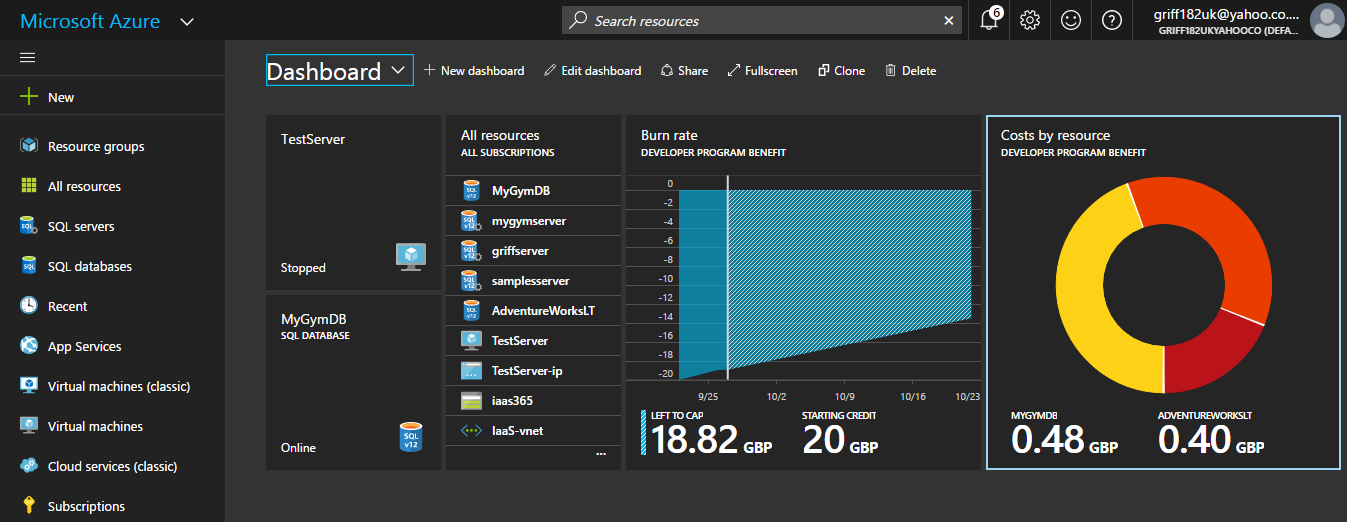 Microsoft Azure
Search resources
6
griff182uk@yahoo.co....
GRIFF182UKYAHOOCO (DEFA...
New
Resource groups
All resources
SQL servers
SQL databases
Recent
App Services
Virtual machines (classic)
Virtual machines
Cloud services (classic)
Subscriptions
Dashboard
New dashboard
Edit dashboard
Share
Fullscreen
Clone
Delete
TestServer
Stopped
MyGymDB
SQL DATABASE
Online
SQL v12
All resources
ALL SUBSCRIPTIONS
MyGymDB
mygymserver
griffserver
samplesserver
AdventureWorksLT
TestServer
TestServer-ip
iaas365
IaaS-vnet
...
Burn rate
DEVELOPER PROGRAM BENEFIT
0
-2
-4
-6
-8
-10
-12
-14
-16
-18
-20
9/25 10/2 10/9 10/16 10/23
LEFT TO CAP
18.82 GBP
STARTING CREDIT
20 GBP
Costs by resource
DEVELOPER PROGRAM BENEFIT
MYGYMDB
0.48 GBP
ADVENTUREWORKSLT
0.40 GBP